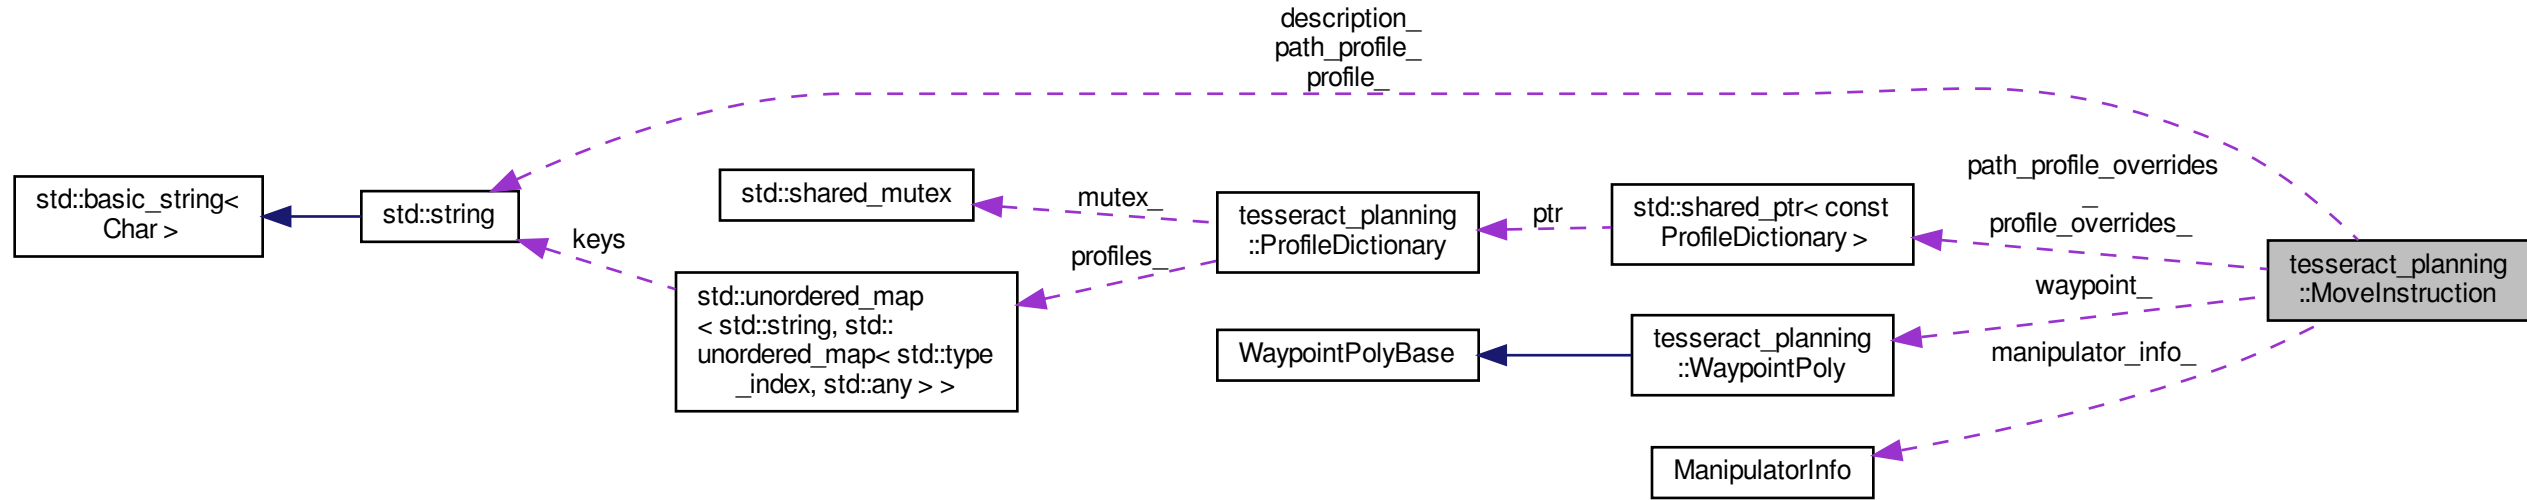 description_
path_profile_
profile_
std::basic_string<
Char >
std::string
keys
std::shared_mutex
std::unordered_map
< std::string, std::
unordered_map< std::type
_index, std::any > >
mutex_
profiles_
tesseract_planning
::ProfileDictionary
ptr
std::shared_ptr< const
ProfileDictionary >
WaypointPolyBase
tesseract_planning
::WaypointPoly
ManipulatorInfo
path_profile_overrides
_
profile_overrides_
waypoint_
manipulator_info_
tesseract_planning
::MoveInstruction